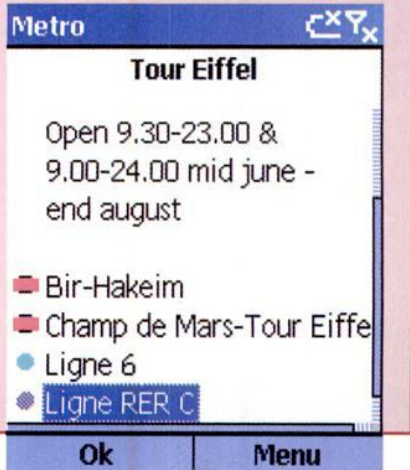 Metro
Tour Eiffel
Open 9.30-23.00 &
9.00-24.00 mid june -
end august
Bir-Hakeim
Champ de Mars-Tour Eiffe
Ligne 6
Ligne RER C
Ok Menu